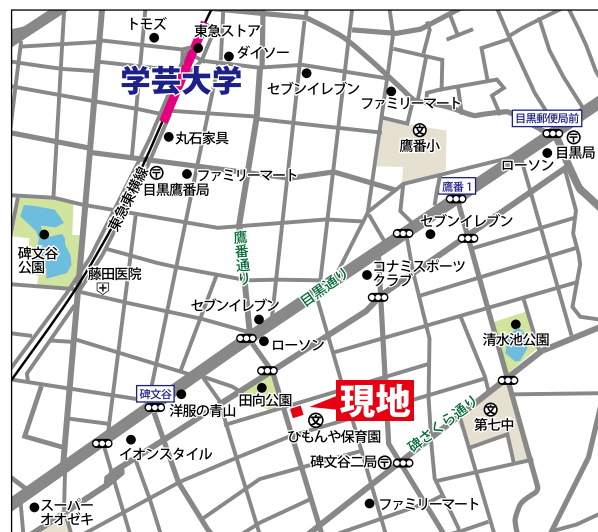 トモズ
東急ストア
ダイソー
学芸大学
セブンイレブン
ファミリーマート
目黒郵便局前
丸石家具
鷹番小
目黒局
ローソン
ファミリーマート
目黒鷹番局
鷹番1
東急東横線
セブンイレブン
碑文谷
公園
鷹番通り
藤田医院
コナミスポーツ
クラブ
目黒通り
セブンイレブン
ローソン
清水池公園
碑文谷
田向公園
現地
洋服の青山
碑さくら通り
第七中
ひもんや保育園
イオンスタイル
碑文谷二局
スーパー
オオゼキ
ファミリーマート